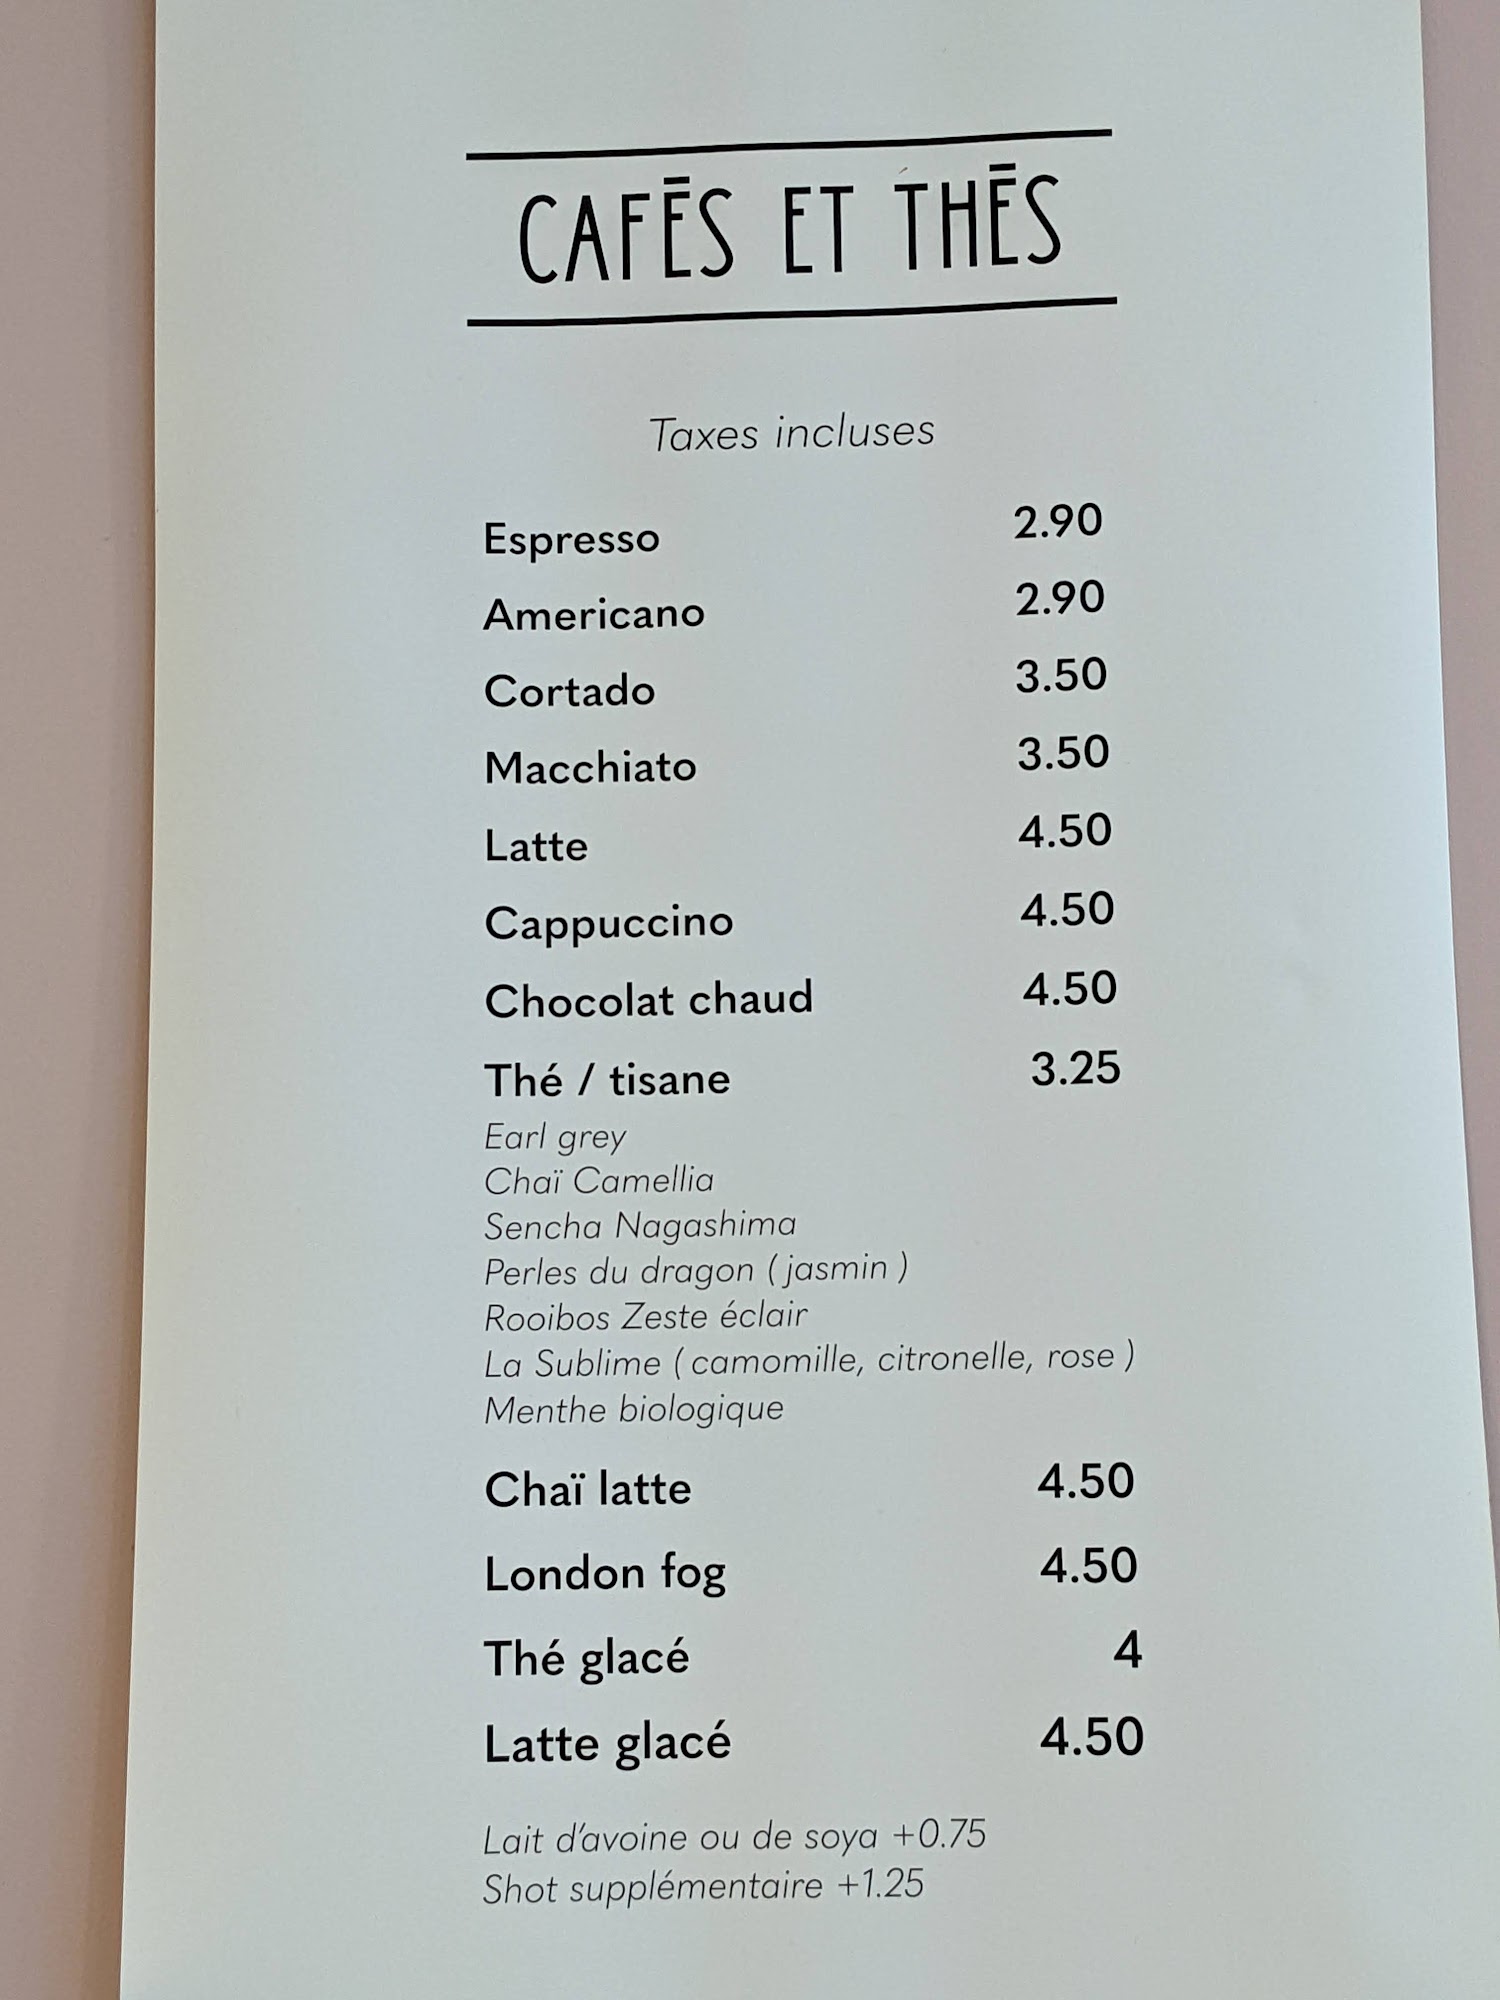 CAFÉS ET THÉS
Taxes incluses
Espresso 2.90
Americano 2.90
Cortado 3.50
Macchiato 3.50
Latte 4.50
Cappuccino 4.50
Chocolat chaud 4.50
Thé / tisane 3.25
Earl grey
Chaï Camellia
Sencha Nagashima
Perles du dragon ( jasmin )
Rooibos Zeste éclair
La Sublime ( camomille, citronelle, rose )
Menthe biologique
Chaï latte 4.50
London fog 4.50
Thé glacé 4
Latte glacé 4.50
Lait d'avoine ou de soya +0.75
Shot supplémentaire +1.25